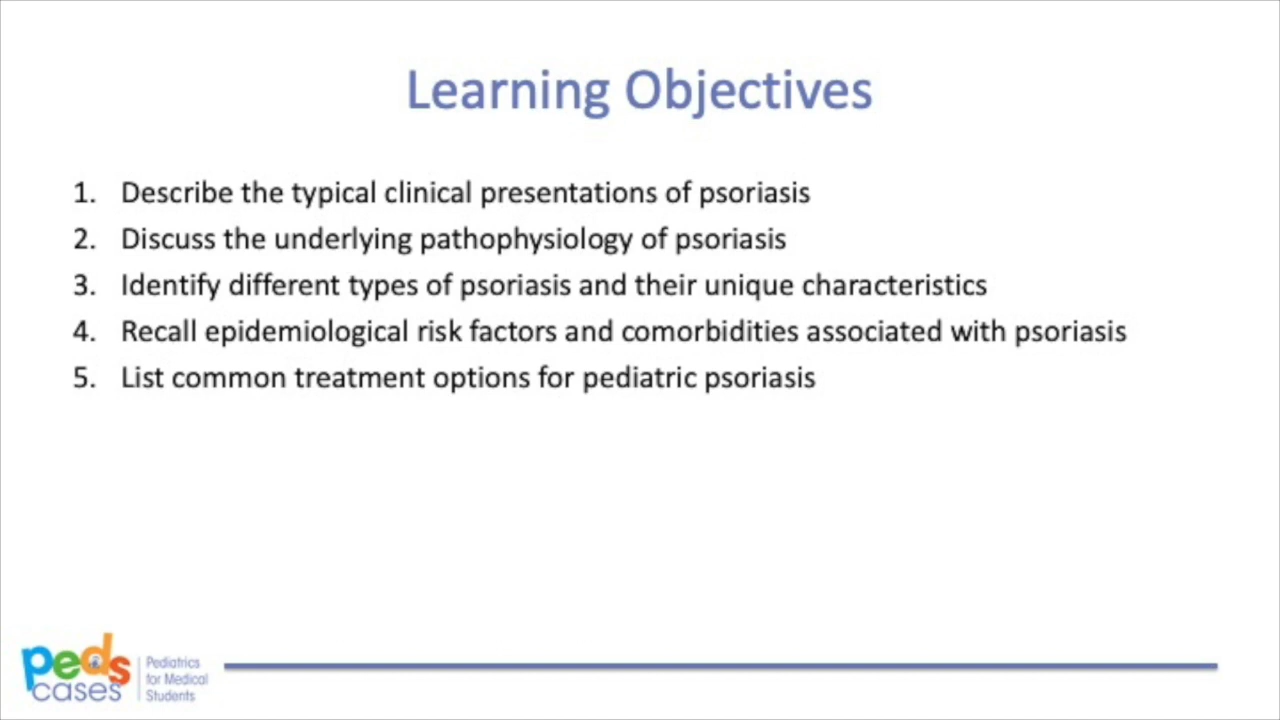 Learning Objectives
1. Describe the typical clinical presentations of psoriasis
2. Discuss the underlying pathophysiology of psoriasis
3. Identify different types of psoriasis and their unique characteristics
4. Recall epidemiological risk factors and comorbidities associated with psoriasis
5. List common treatment options for pediatric psoriasis
peds
cases
Pediatrics
for Medical
Students